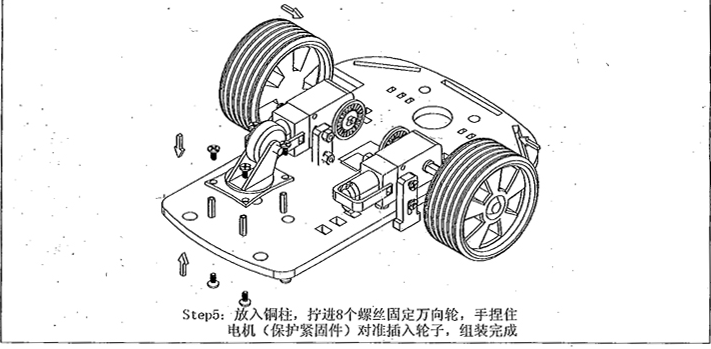 Step5：放入铜柱，拧进8个螺丝固定万向轮，手捏住
电机（保护紧固件）对准插入轮子，组装完成